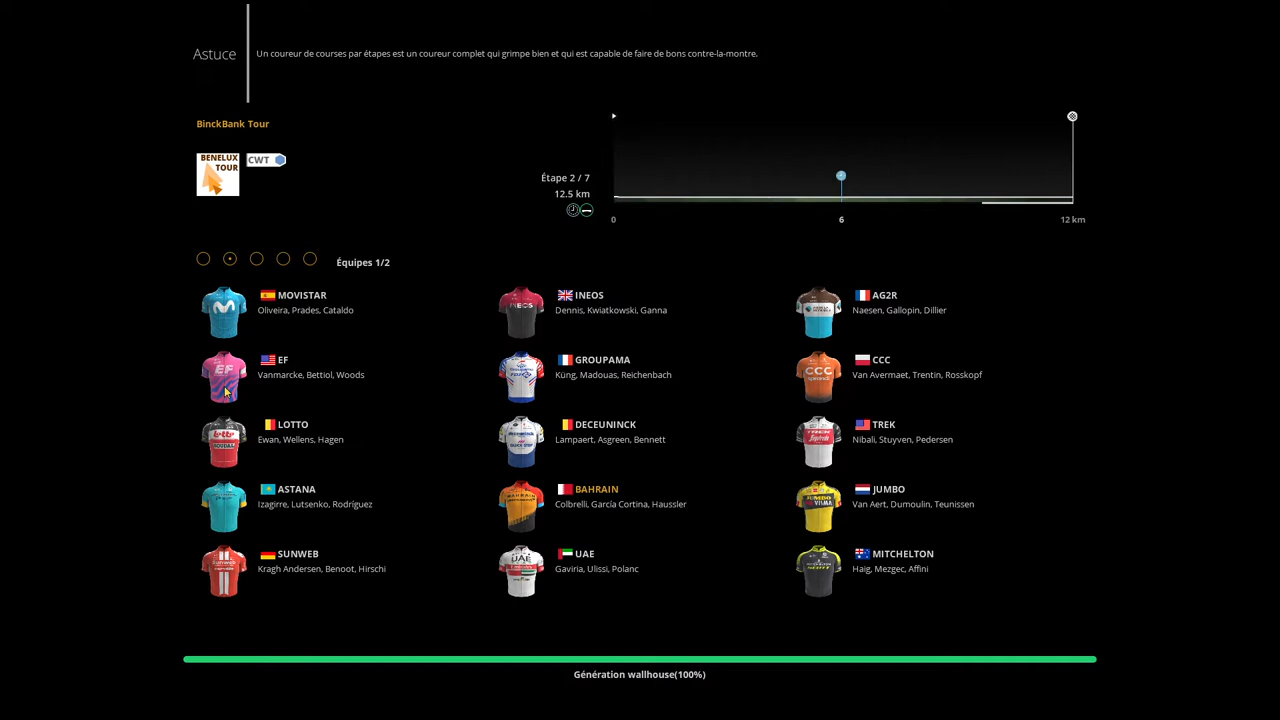 Astuce
Un coureur de courses par étapes est un coureur complet qui grimpe bien et qui est capable de faire de bons contre-la-montre.
BinckBank Tour
BENELUX
TOUR
CWT
Étape 2 / 7
12.5 km
0
6
12 km
Équipes 1/2
MOVISTAR
Oliveira, Prades, Cataldo
INEOS
INEOS
Dennis, Kwiatkowski, Ganna
AG2R
Naesen, Gallopin, Dillier
EF
EF
Vanmarcke, Bettiol, Woods
GROUPAMA
Küng, Madouas, Reichenbach
CCC
CCC
Van Avermaet, Trentin, Rosskopf
LOTTO
Ewan, Wellens, Hagen
DECEUNINCK
Lampaert, Asgreen, Bennett
TREK
Nibali, Stuyven, Pedersen
ASTANA
Izagirre, Lutsenko, Rodríguez
BAHRAIN
Colbrelli, García Cortina, Haussler
JUMBO
Van Aert, Dumoulin, Teunissen
SUNWEB
Kragh Andersen, Benoot, Hirschi
UAE
UAE
Gaviria, Ulissi, Polanc
MITCHELTON
Haig, Mezgec, Affini
Génération wallhouse(100%)